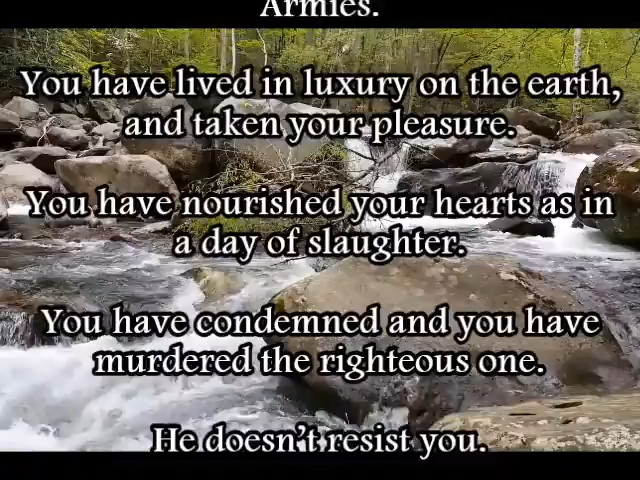 Armies.
You have lived in luxury on the earth,
and taken your pleasure.
You have nourished your hearts as in
a day of slaughter.
You have condemned and you have
murdered the righteous one.
He doesn't resist you.